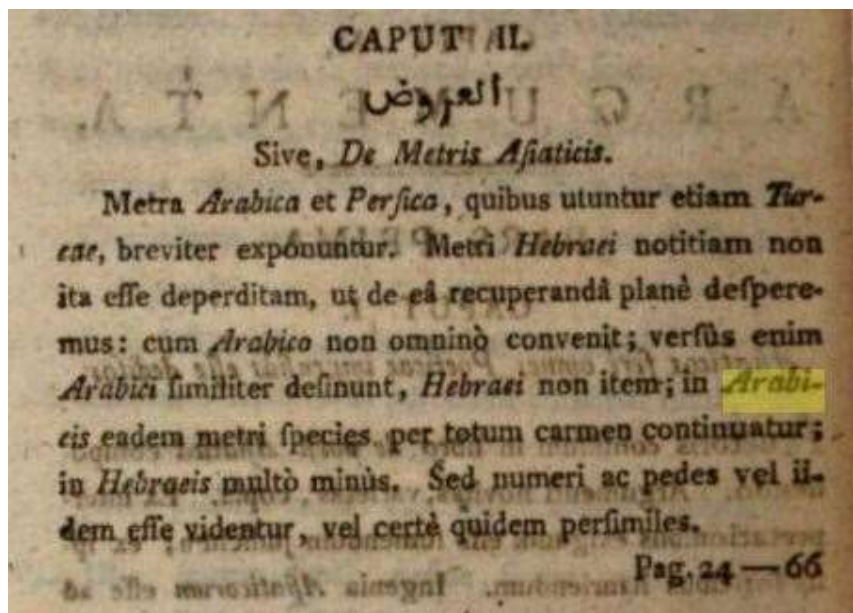 CAPUT II.
العروض
Sive, De Metris Asiaticis.
Metra Arabica et Persica, quibus utuntur etiam Tur-
cae, breviter exponuntur. Metri Hebraei notitiam non
ita esse deperditam, ut de eâ recuperandâ planè despere-
mus: cum Arabico non omninò convenit; versûs enim
Arabici similiter desinunt, Hebraei non item; in Arabi-
cis eadem metri species per totum carmen continuatur;
in Hebraeis multò minùs. Sed numeri ac pedes vel ii-
dem esse videntur, vel certè quidem persimiles.
Pag. 24 — 66